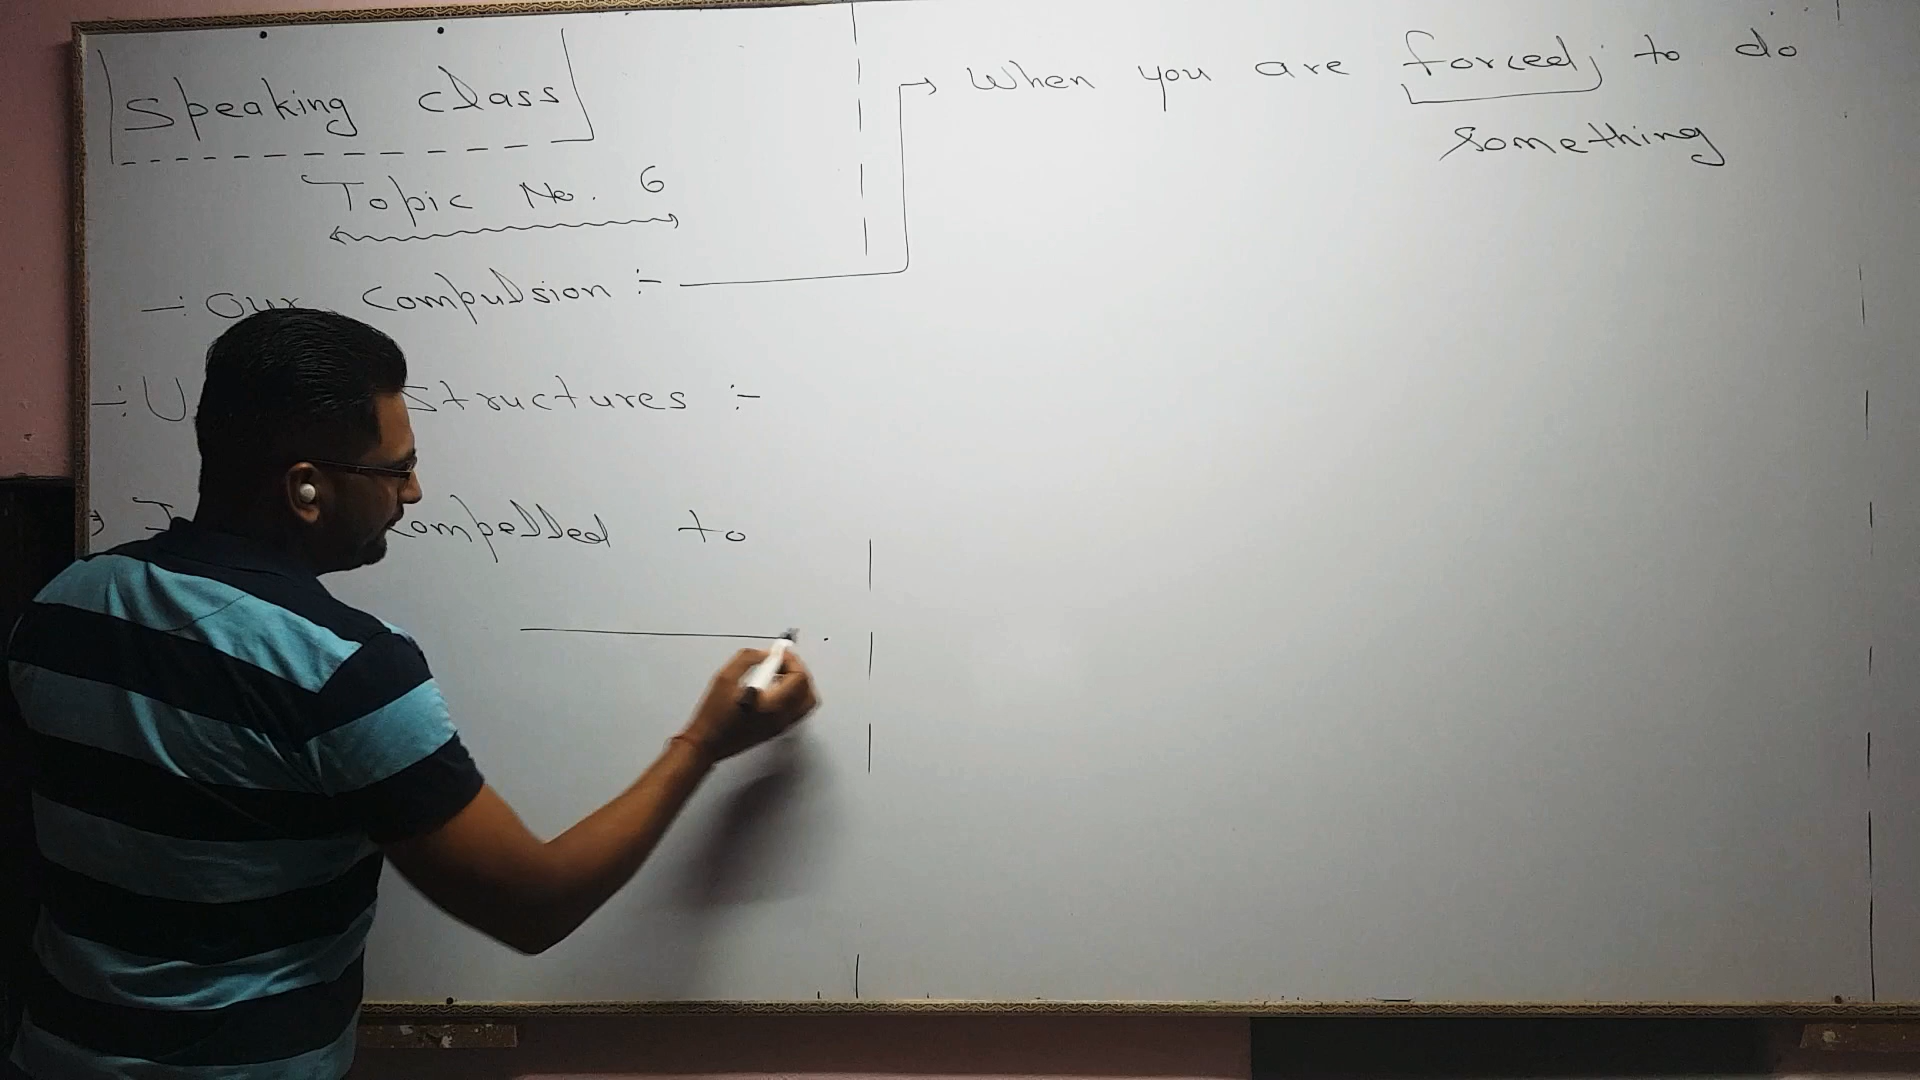 Speaking class
Topic No. 6
-: Our Compulsion :-
Structures :-
compelled to
When you are forced, to do
something